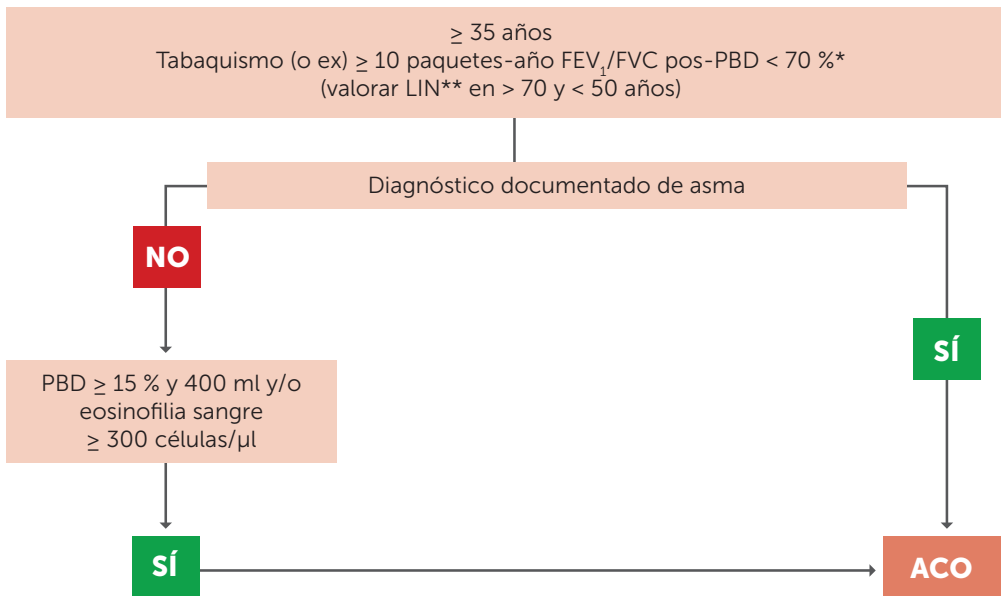 ≥ 35 años
Tabaquismo (o ex) ≥ 10 paquetes-año FEV₁/FVC pos-PBD < 70 %*
(valorar LIN** en > 70 y < 50 años)
Diagnóstico documentado de asma
NO
SÍ
PBD ≥ 15 % y 400 ml y/o
eosinofilia sangre
≥ 300 células/µl
SÍ
ACO